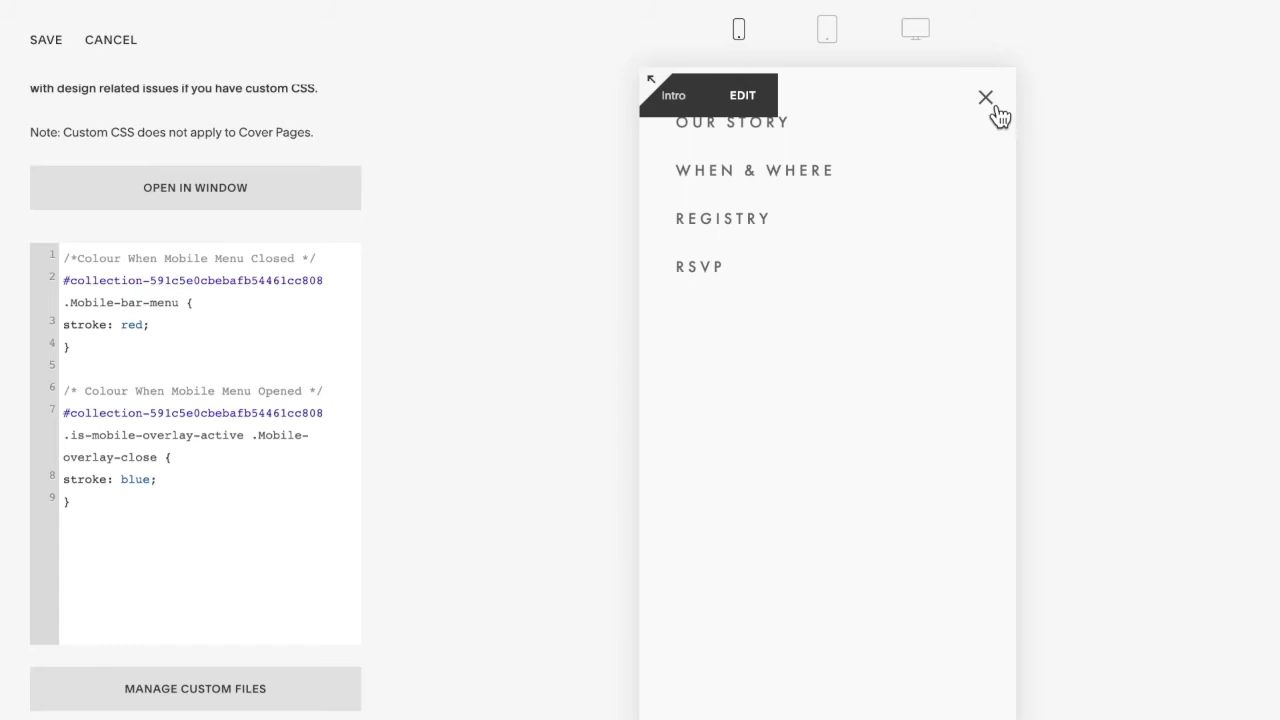 SAVE CANCEL
with design related issues if you have custom CSS.
Note: Custom CSS does not apply to Cover Pages.
OPEN IN WINDOW
1 /*Colour When Mobile Menu Closed */
2 #collection-591c5e0cbebafb54461cc808
.Mobile-bar-menu {
3 stroke: red;
4 }
5
6 /* Colour When Mobile Menu Opened */
7 #collection-591c5e0cbebafb54461cc808
.is-mobile-overlay-active .Mobile-
overlay-close {
8 stroke: blue;
9 }
MANAGE CUSTOM FILES
Intro EDIT
OUR STORY
WHEN & WHERE
REGISTRY
RSVP